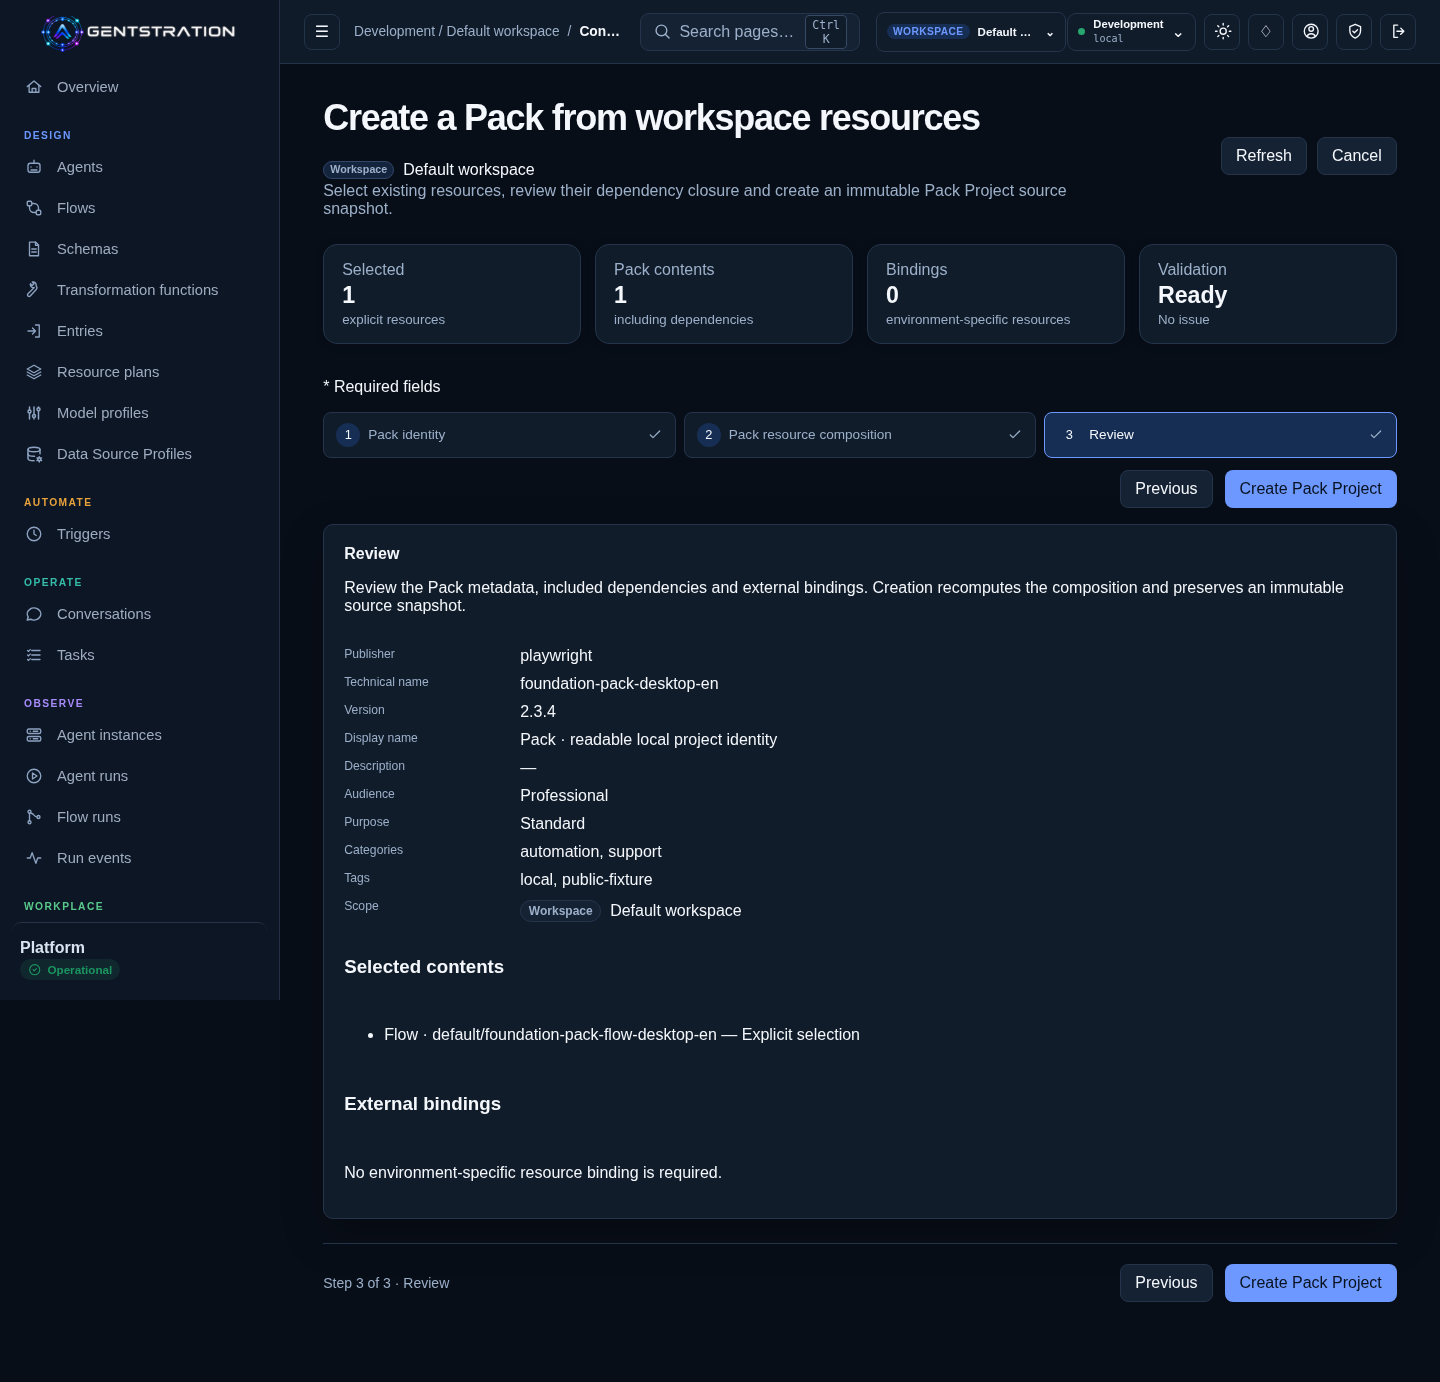 GENTSTRATION
Overview
DESIGN
Agents
Flows
Schemas
Transformation functions
Entries
Resource plans
Model profiles
Data Source Profiles
AUTOMATE
Triggers
OPERATE
Conversations
Tasks
OBSERVE
Agent instances
Agent runs
Flow runs
Run events
WORKPLACE
Platform
Operational
Development / Default workspace / Con...
Search pages...
Ctrl
K
WORKSPACE Default ...
Development
local
Create a Pack from workspace resources
Workspace Default workspace
Select existing resources, review their dependency closure and create an immutable Pack Project source
snapshot.
Refresh
Cancel
Selected
1
explicit resources
Pack contents
1
including dependencies
Bindings
0
environment-specific resources
Validation
Ready
No issue
* Required fields
1 Pack identity
2 Pack resource composition
3 Review
Previous
Create Pack Project
Review
Review the Pack metadata, included dependencies and external bindings. Creation recomputes the composition and preserves an immutable
source snapshot.
Publisher playwright
Technical name foundation-pack-desktop-en
Version 2.3.4
Display name Pack · readable local project identity
Description —
Audience Professional
Purpose Standard
Categories automation, support
Tags local, public-fixture
Scope Workspace Default workspace
Selected contents
• Flow · default/foundation-pack-flow-desktop-en — Explicit selection
External bindings
No environment-specific resource binding is required.
Step 3 of 3 · Review
Previous
Create Pack Project